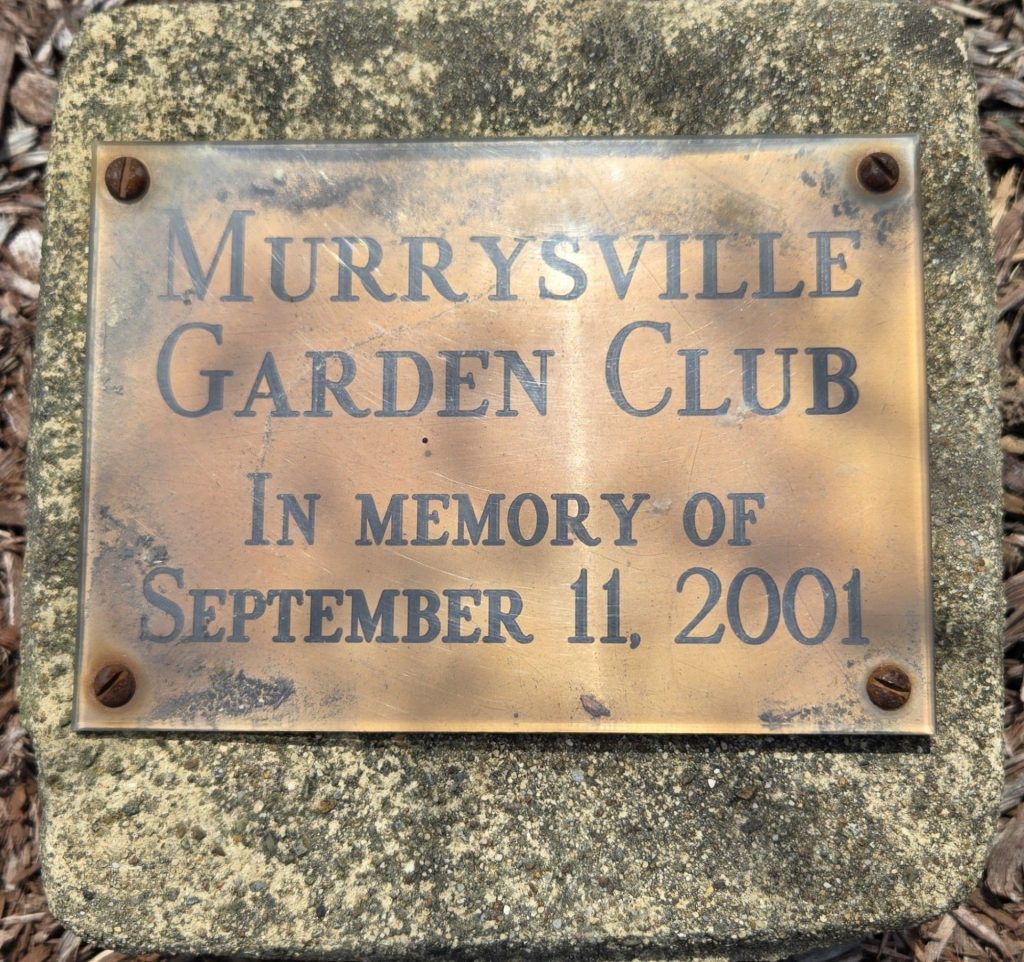 Murrysville
Garden Club
In memory of
September 11, 2001